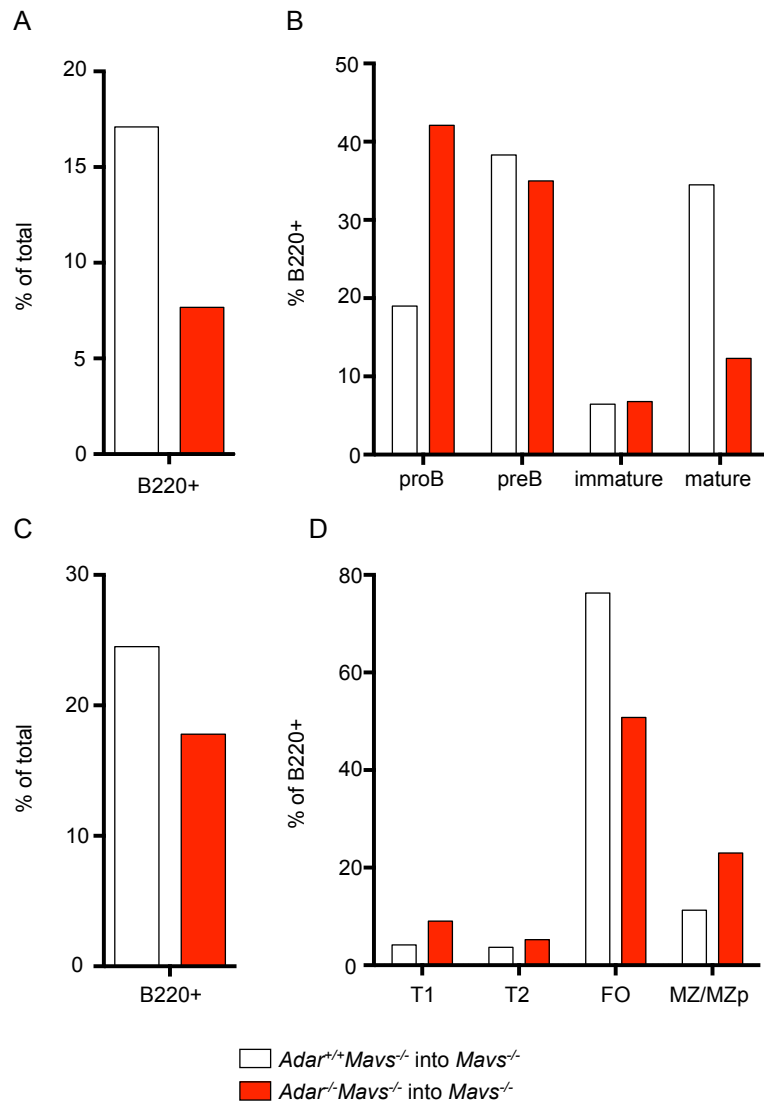 A
B
20
15
10
5
0
% of total
B220+
50
40
30
20
10
0
% B220+
proB preB immature mature
C
D
30
20
10
0
% of total
B220+
80
60
40
20
0
% of B220+
T1 T2 FO MZ/MZp
Adar+/+Mavs-/- into Mavs-/-
Adar-/-Mavs-/- into Mavs-/-